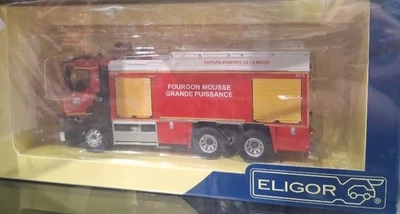 SAPEURS-POMPIERS DE LA MEUSE
FOURGON MOUSSE
GRANDE PUISSANCE
ELIGOR